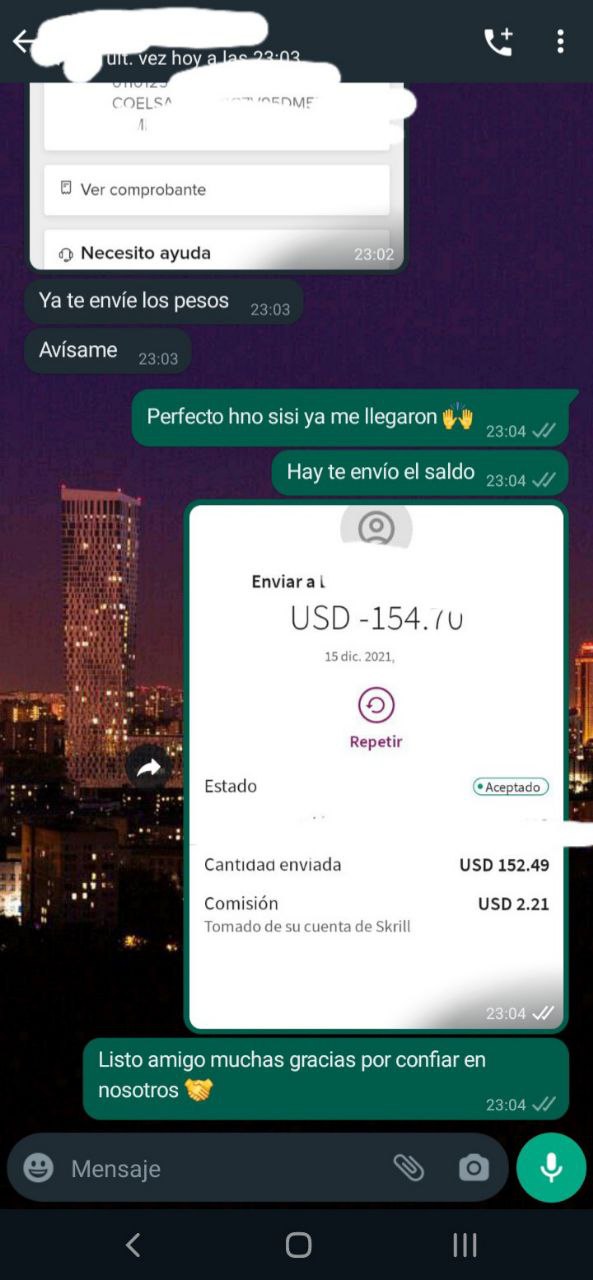 ult. vez hoy a las 23:03
COELSA
Ver comprobante
Necesito ayuda
23:02
Ya te envíe los pesos
23:03
Avísame
23:03
Perfecto hno sisi ya me llegaron 🙌
23:04
Hay te envío el saldo
23:04
Enviar a
USD -154.70
15 dic. 2021,
Repetir
Estado
Aceptado
Cantidad enviada
USD 152.49
Comisión
USD 2.21
Tomado de su cuenta de Skrill
23:04
Listo amigo muchas gracias por confiar en
nosotros 🤝
23:04
Mensaje